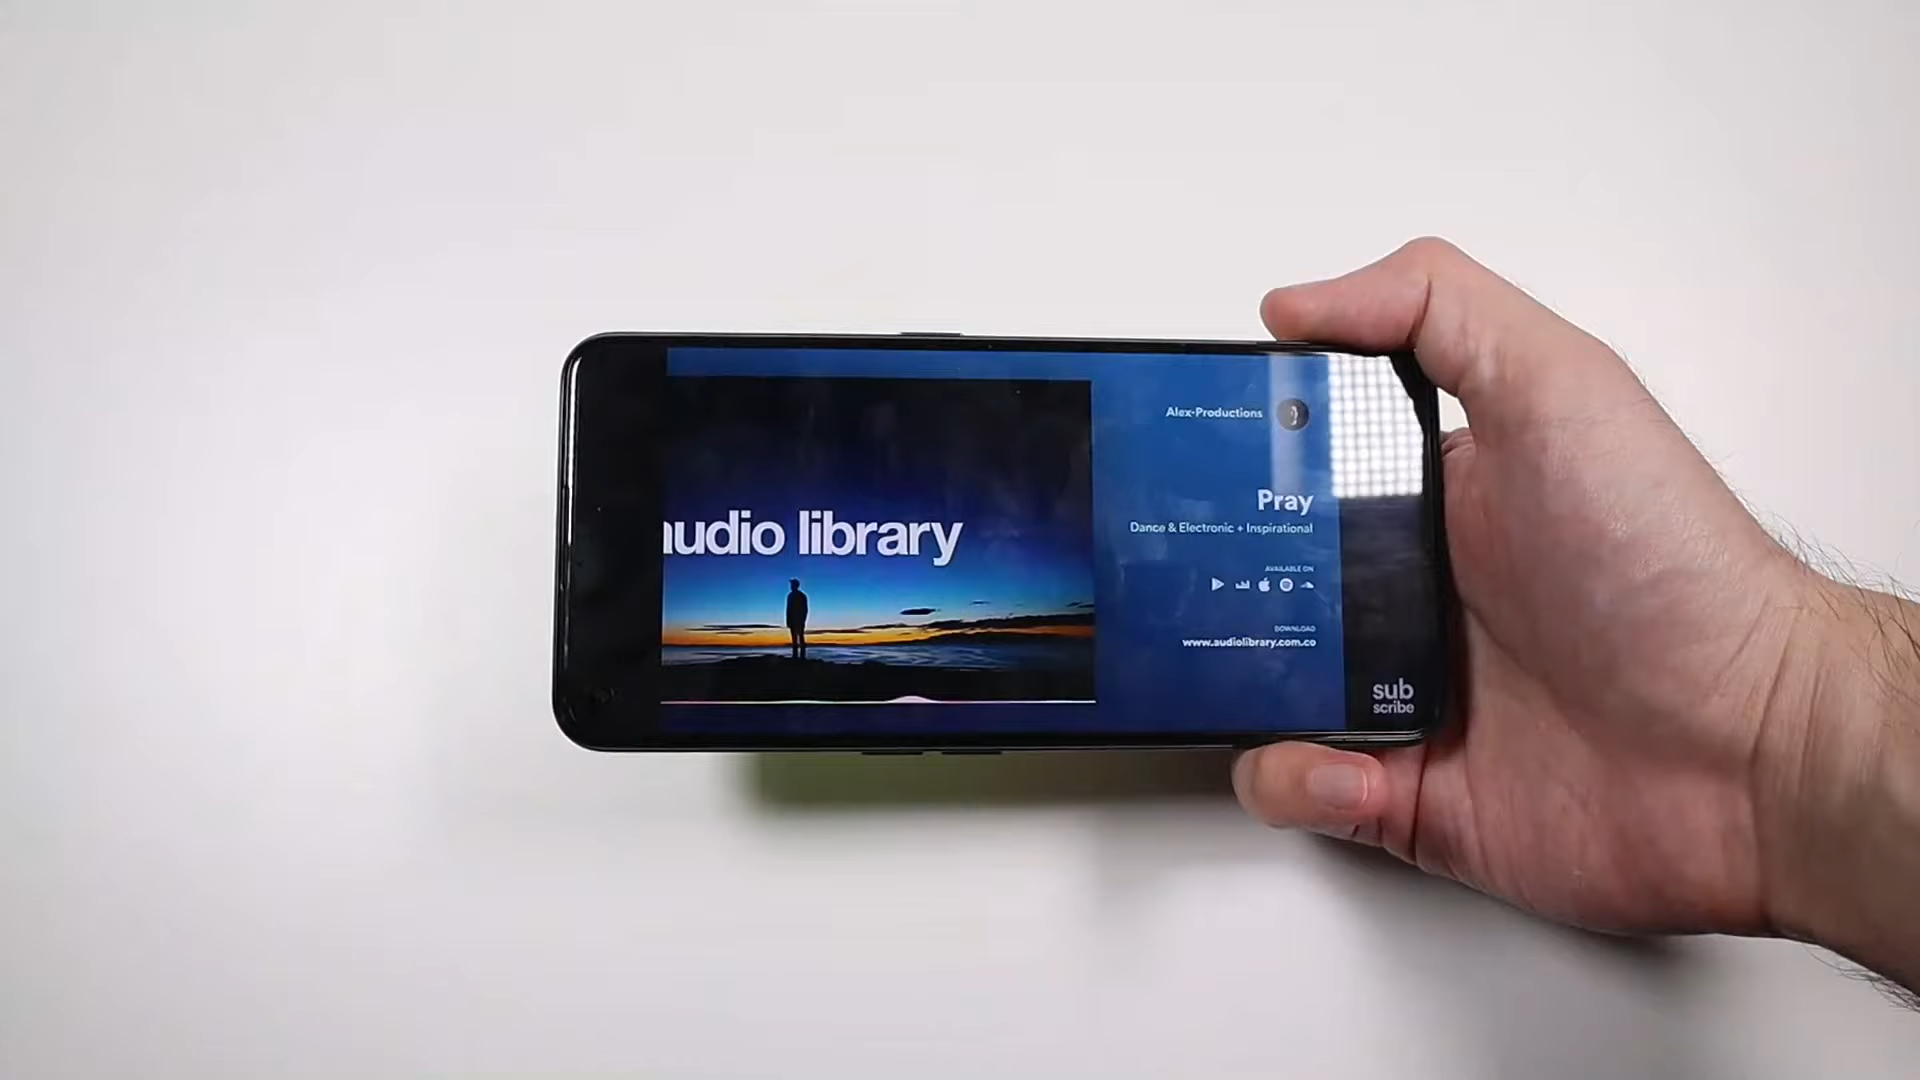 audio library
Alex-Productions
Pray
Dance & Electronic + Inspirational
AVAILABLE ON
DOWNLOAD
www.audiolibrary.com.co
sub
scribe